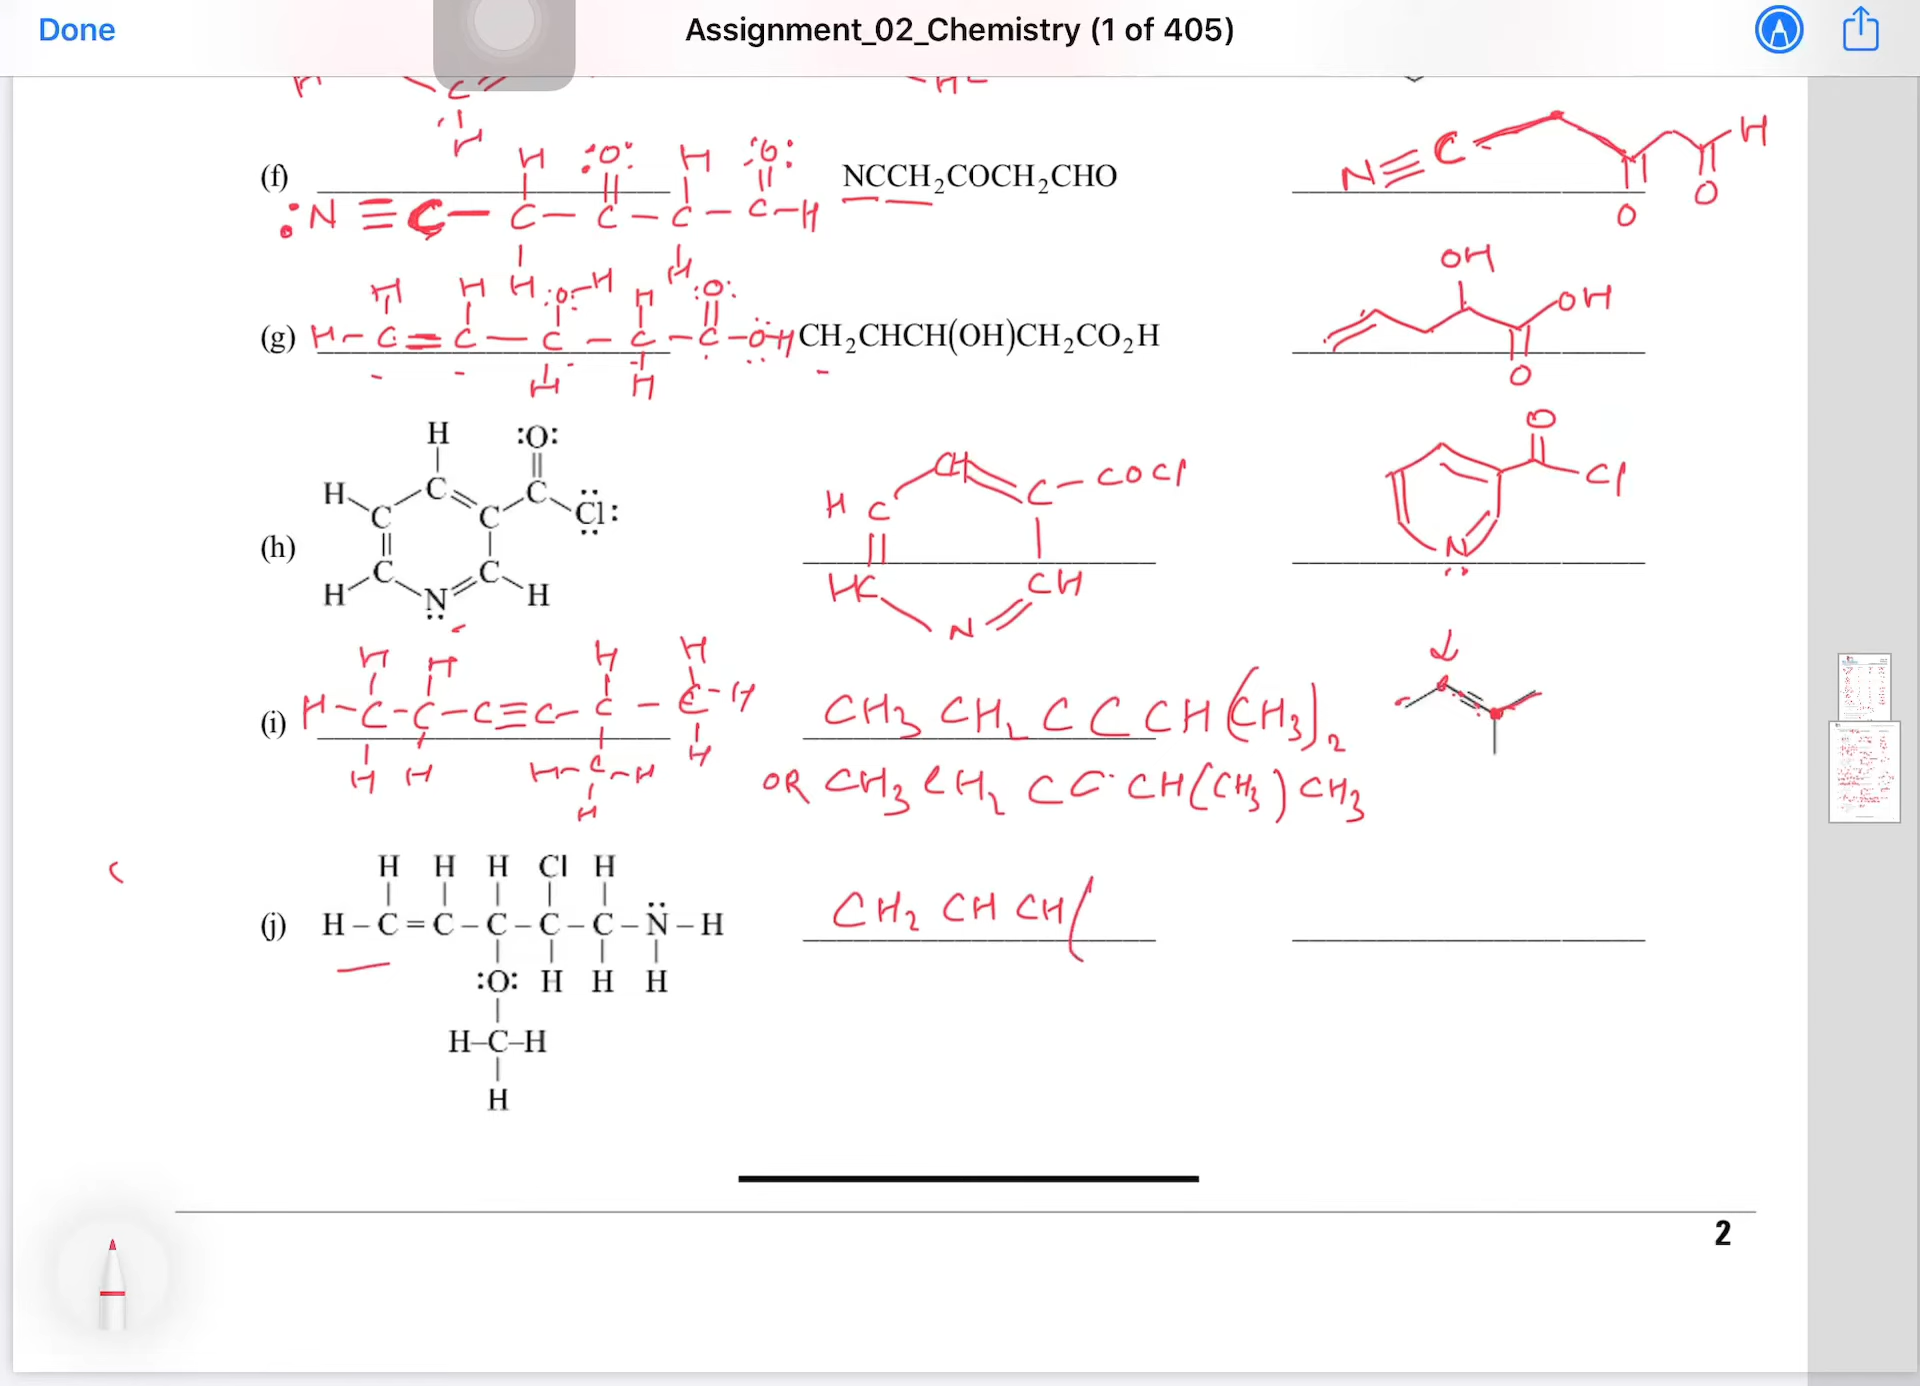 Done
Assignment_02_Chemistry (1 of 405)
H C H
H
(f) :N≡C–C–C–C–C–H
H :O: H :O:
H H
NCCH₂COCH₂CHO
N≡C H
O O
(g) H–C=C–C–C–C–O–H
H H :O–H H :O:
H H
CH₂CHCH(OH)CH₂CO₂H
OH
OH
O
(h)
H :O:
H C C Cl:
C C
C C
H N H
CH
H C C–COCl
HC CH
N
O
Cl
N
(i) H–C–C–C≡C–C–C–H
H H H H
H H H–C–H H
H
CH₃ CH₂ C C CH (CH₃)₂
OR CH₃ CH₂ C C CH(CH₃) CH₃
(j)
H H H Cl H
H–C=C–C–C–C–N–H
:O: H H H
H–C–H
H
CH₂ CH CH(
2